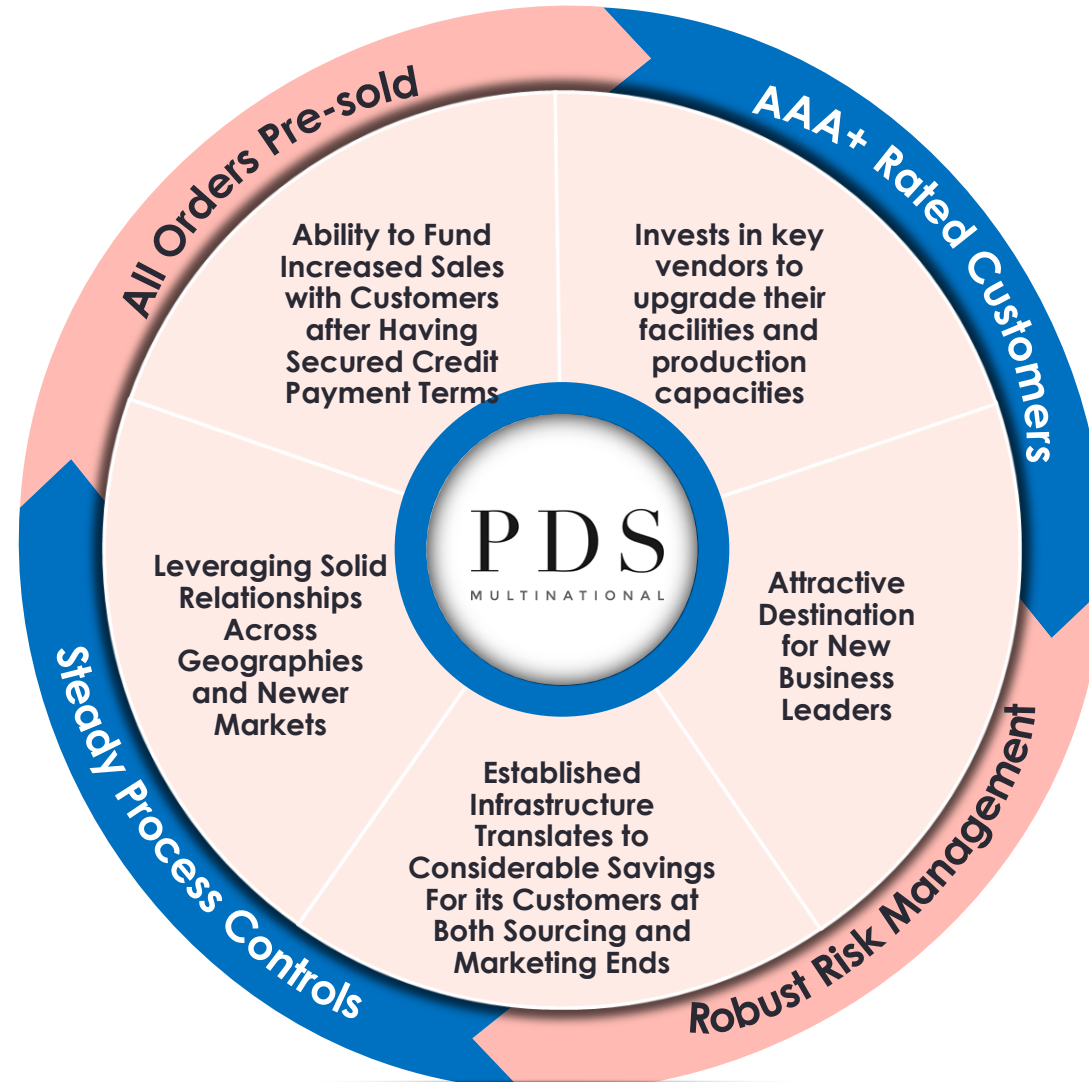 All Orders Pre-sold
AAA+ Rated Customers
Ability to Fund
Increased Sales
with Customers
after Having
Secured Credit
Payment Terms
Invests in key
vendors to
upgrade their
facilities and
production
capacities
PDS
MULTINATIONAL
Leveraging Solid
Relationships
Across
Geographies
and Newer
Markets
Attractive
Destination
for New
Business
Leaders
Established
Infrastructure
Translates to
Considerable Savings
For its Customers at
Both Sourcing and
Marketing Ends
Steady Process Controls
Robust Risk Management